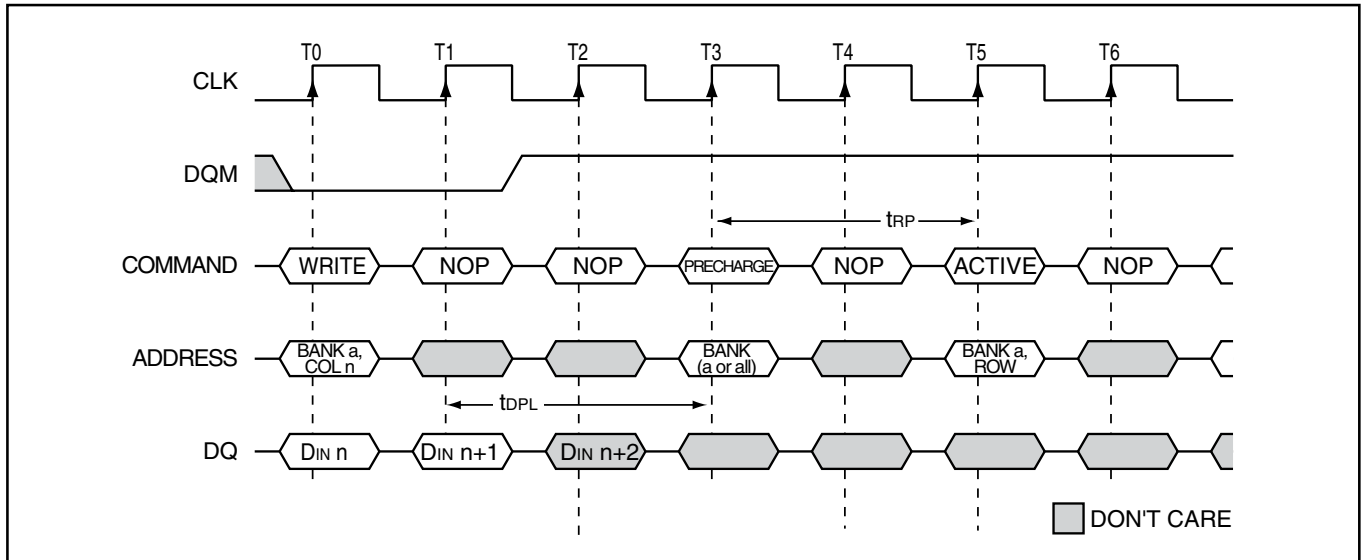 T0 T1 T2 T3 T4 T5 T6
CLK
DQM
tRP
COMMAND WRITE NOP NOP PRECHARGE NOP ACTIVE NOP
ADDRESS BANK a, COL n BANK (a or all) BANK a, ROW
tDPL
DQ DIN n DIN n+1 DIN n+2
DON'T CARE